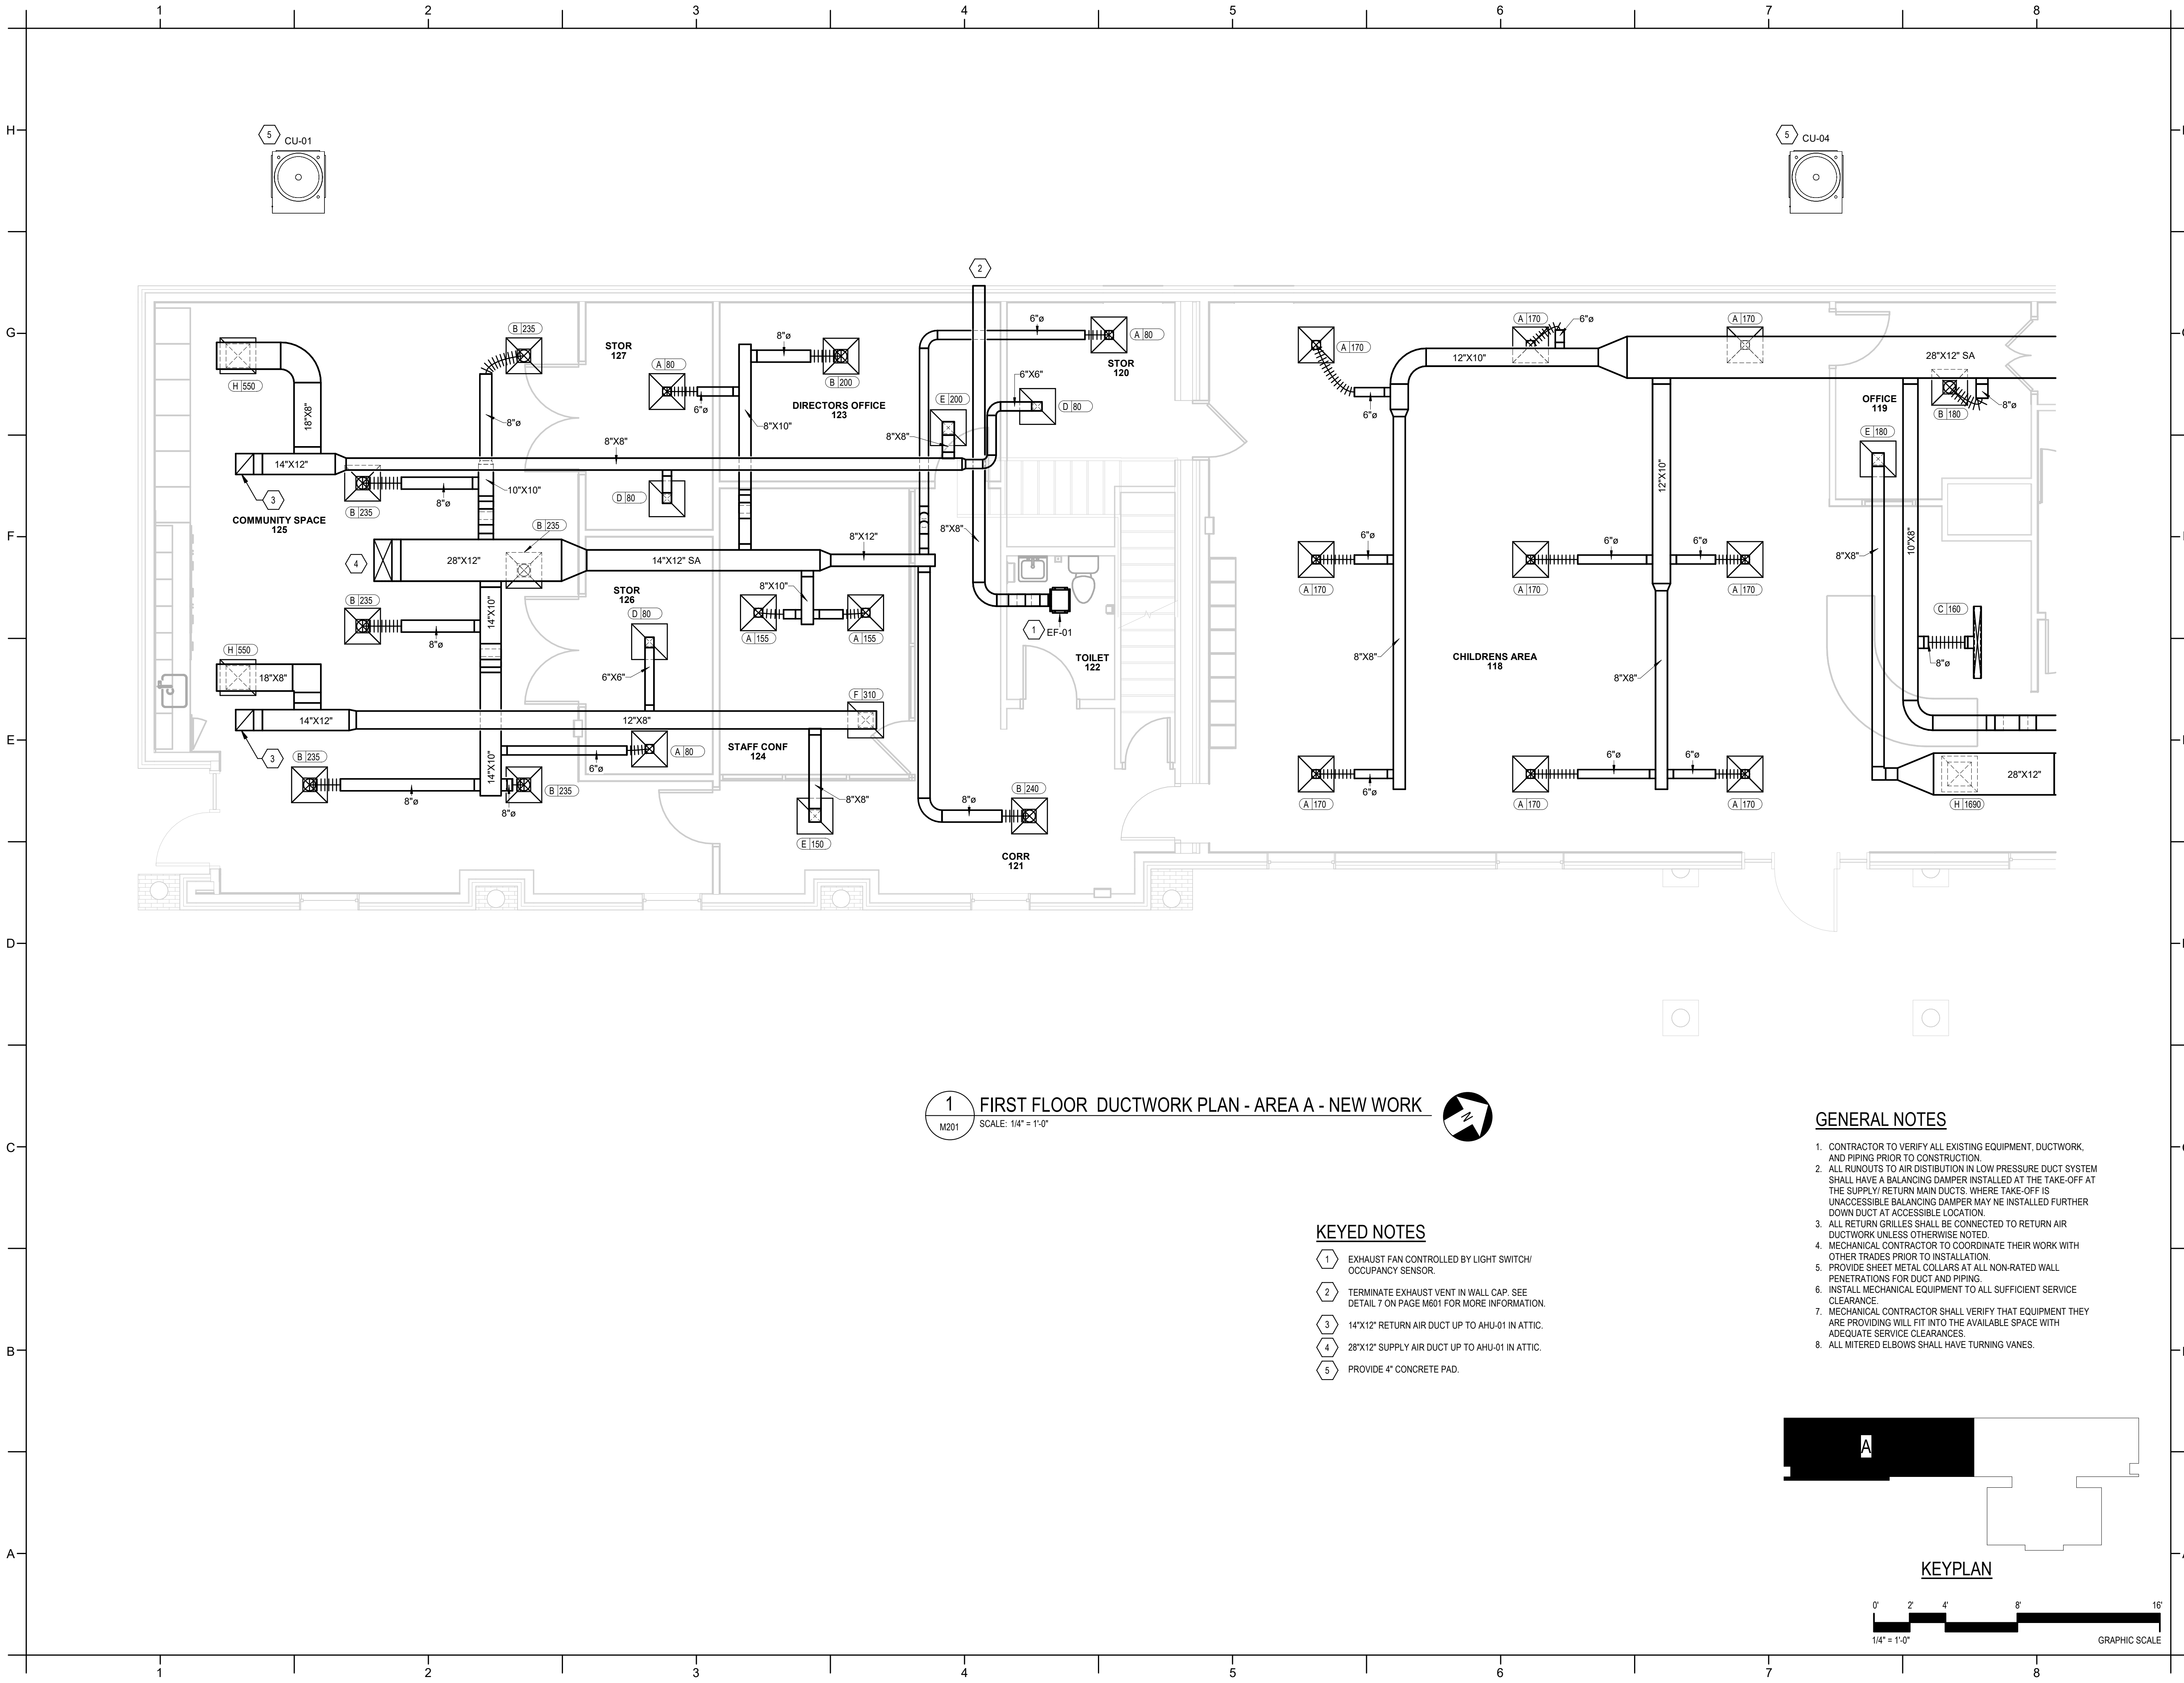 1 2 3 4 5 6 7 8
H
5 CU-01
5 CU-04
2
G
H 550
18"X8"
B 235
8"ø
STOR
127
A 80
6"ø
8"ø
B 200
DIRECTORS OFFICE
123
8"X10"
6"ø
A 80
STOR
120
6"X6"
D 80
E 200
8"X8"
A 170
6"ø
12"X10"
A 170
6"ø
A 170
28"X12" SA
OFFICE
119
B 180
8"ø
E 180
14"X12"
3
8"X8"
B 235
8"ø
10"X10"
D 80
COMMUNITY SPACE
125
F
4
28"X12"
B 235
14"X12" SA
8"X12"
8"X8"
12"X10"
6"ø
A 170
6"ø
A 170
6"ø
A 170
8"X8"
10"X8"
B 235
8"ø
14"X10"
STOR
126
D 80
8"X10"
A 155
A 155
1 EF-01
TOILET
122
C 160
8"ø
H 550
18"X8"
6"X6"
F 310
8"X8"
CHILDRENS AREA
118
8"X8"
E
14"X12"
3
12"X8"
STAFF CONF
124
A 80
6"ø
14"X10"
B 235
8"ø
8"ø
B 235
8"X8"
E 150
8"ø
B 240
CORR
121
6"ø
A 170
6"ø
A 170
6"ø
A 170
28"X12"
H 1690
D
1
M201
FIRST FLOOR DUCTWORK PLAN - AREA A - NEW WORK
SCALE: 1/4" = 1'-0"
N
C
KEYED NOTES
1 EXHAUST FAN CONTROLLED BY LIGHT SWITCH/
OCCUPANCY SENSOR.
2 TERMINATE EXHAUST VENT IN WALL CAP. SEE
DETAIL 7 ON PAGE M601 FOR MORE INFORMATION.
3 14"X12" RETURN AIR DUCT UP TO AHU-01 IN ATTIC.
4 28"X12" SUPPLY AIR DUCT UP TO AHU-01 IN ATTIC.
5 PROVIDE 4" CONCRETE PAD.
GENERAL NOTES
1. CONTRACTOR TO VERIFY ALL EXISTING EQUIPMENT, DUCTWORK,
AND PIPING PRIOR TO CONSTRUCTION.
2. ALL RUNOUTS TO AIR DISTIBUTION IN LOW PRESSURE DUCT SYSTEM
SHALL HAVE A BALANCING DAMPER INSTALLED AT THE TAKE-OFF AT
THE SUPPLY/ RETURN MAIN DUCTS. WHERE TAKE-OFF IS
UNACCESSIBLE BALANCING DAMPER MAY NE INSTALLED FURTHER
DOWN DUCT AT ACCESSIBLE LOCATION.
3. ALL RETURN GRILLES SHALL BE CONNECTED TO RETURN AIR
DUCTWORK UNLESS OTHERWISE NOTED.
4. MECHANICAL CONTRACTOR TO COORDINATE THEIR WORK WITH
OTHER TRADES PRIOR TO INSTALLATION.
5. PROVIDE SHEET METAL COLLARS AT ALL NON-RATED WALL
PENETRATIONS FOR DUCT AND PIPING.
6. INSTALL MECHANICAL EQUIPMENT TO ALL SUFFICIENT SERVICE
CLEARANCE.
7. MECHANICAL CONTRACTOR SHALL VERIFY THAT EQUIPMENT THEY
ARE PROVIDING WILL FIT INTO THE AVAILABLE SPACE WITH
ADEQUATE SERVICE CLEARANCES.
8. ALL MITERED ELBOWS SHALL HAVE TURNING VANES.
B
A
A
KEYPLAN
0' 2' 4' 8' 16'
1/4" = 1'-0" GRAPHIC SCALE
1 2 3 4 5 6 7 8